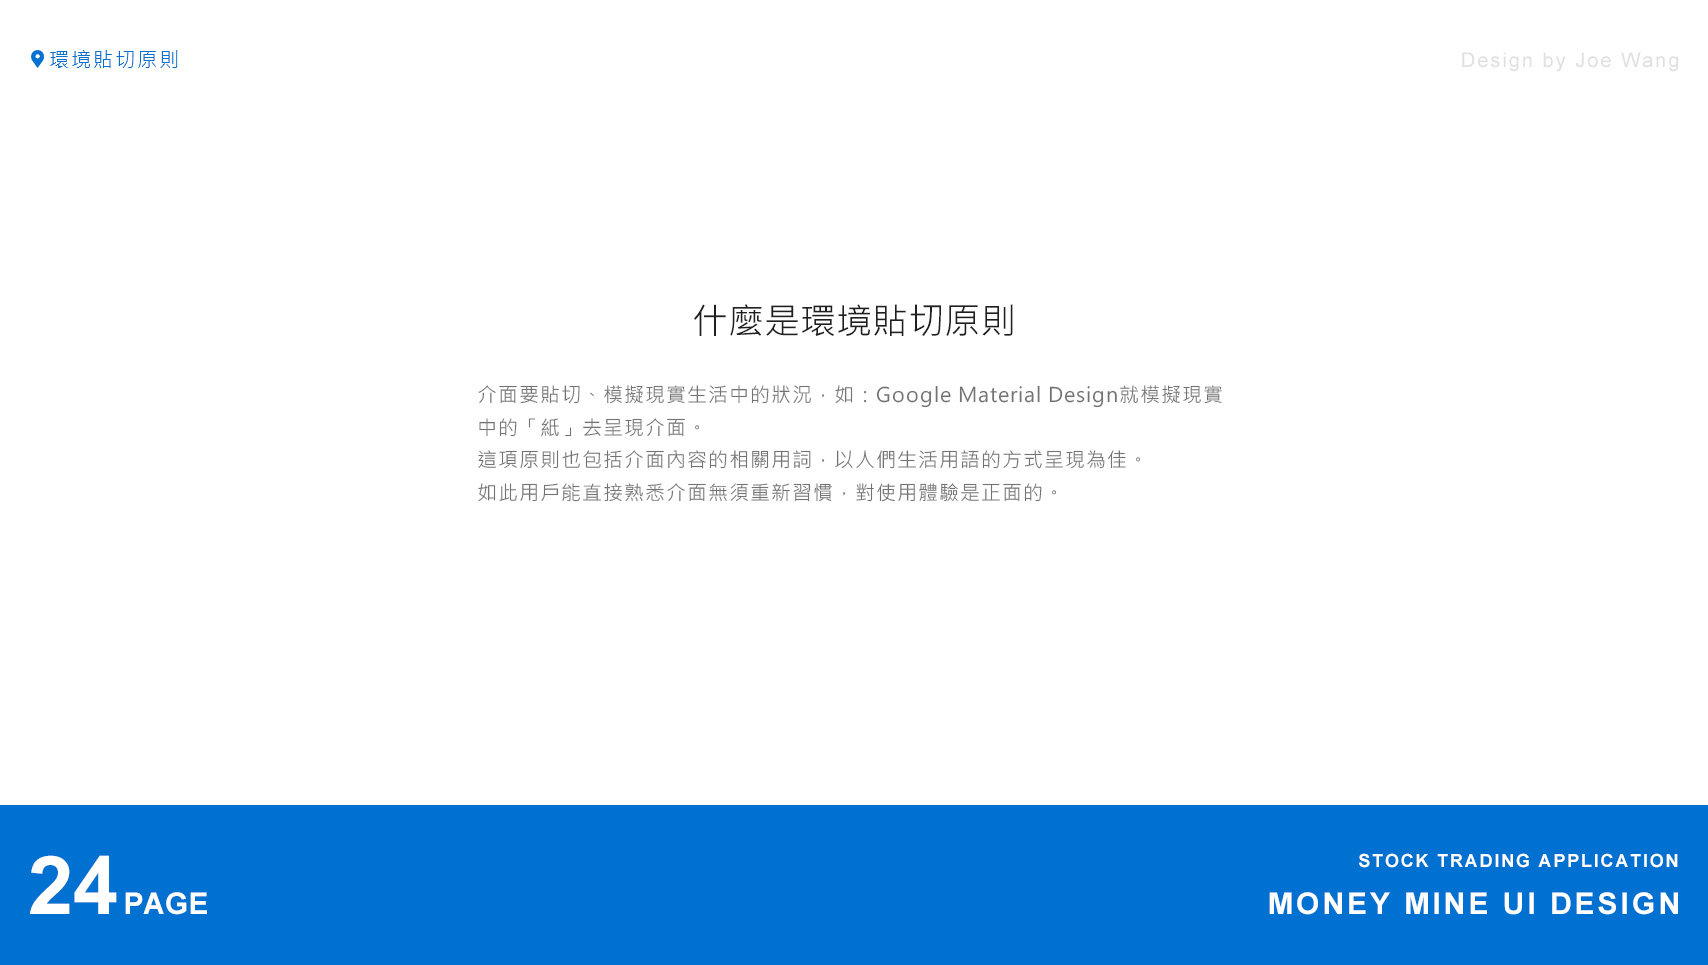 環境貼切原則
Design by Joe Wang
什麼是環境貼切原則
介面要貼切、模擬現實生活中的狀況，如：Google Material Design就模擬現實
中的「紙」去呈現介面。
這項原則也包括介面內容的相關用詞，以人們生活用語的方式呈現為佳。
如此用戶能直接熟悉介面無須重新習慣，對使用體驗是正面的。
24 PAGE
STOCK TRADING APPLICATION
MONEY MINE UI DESIGN